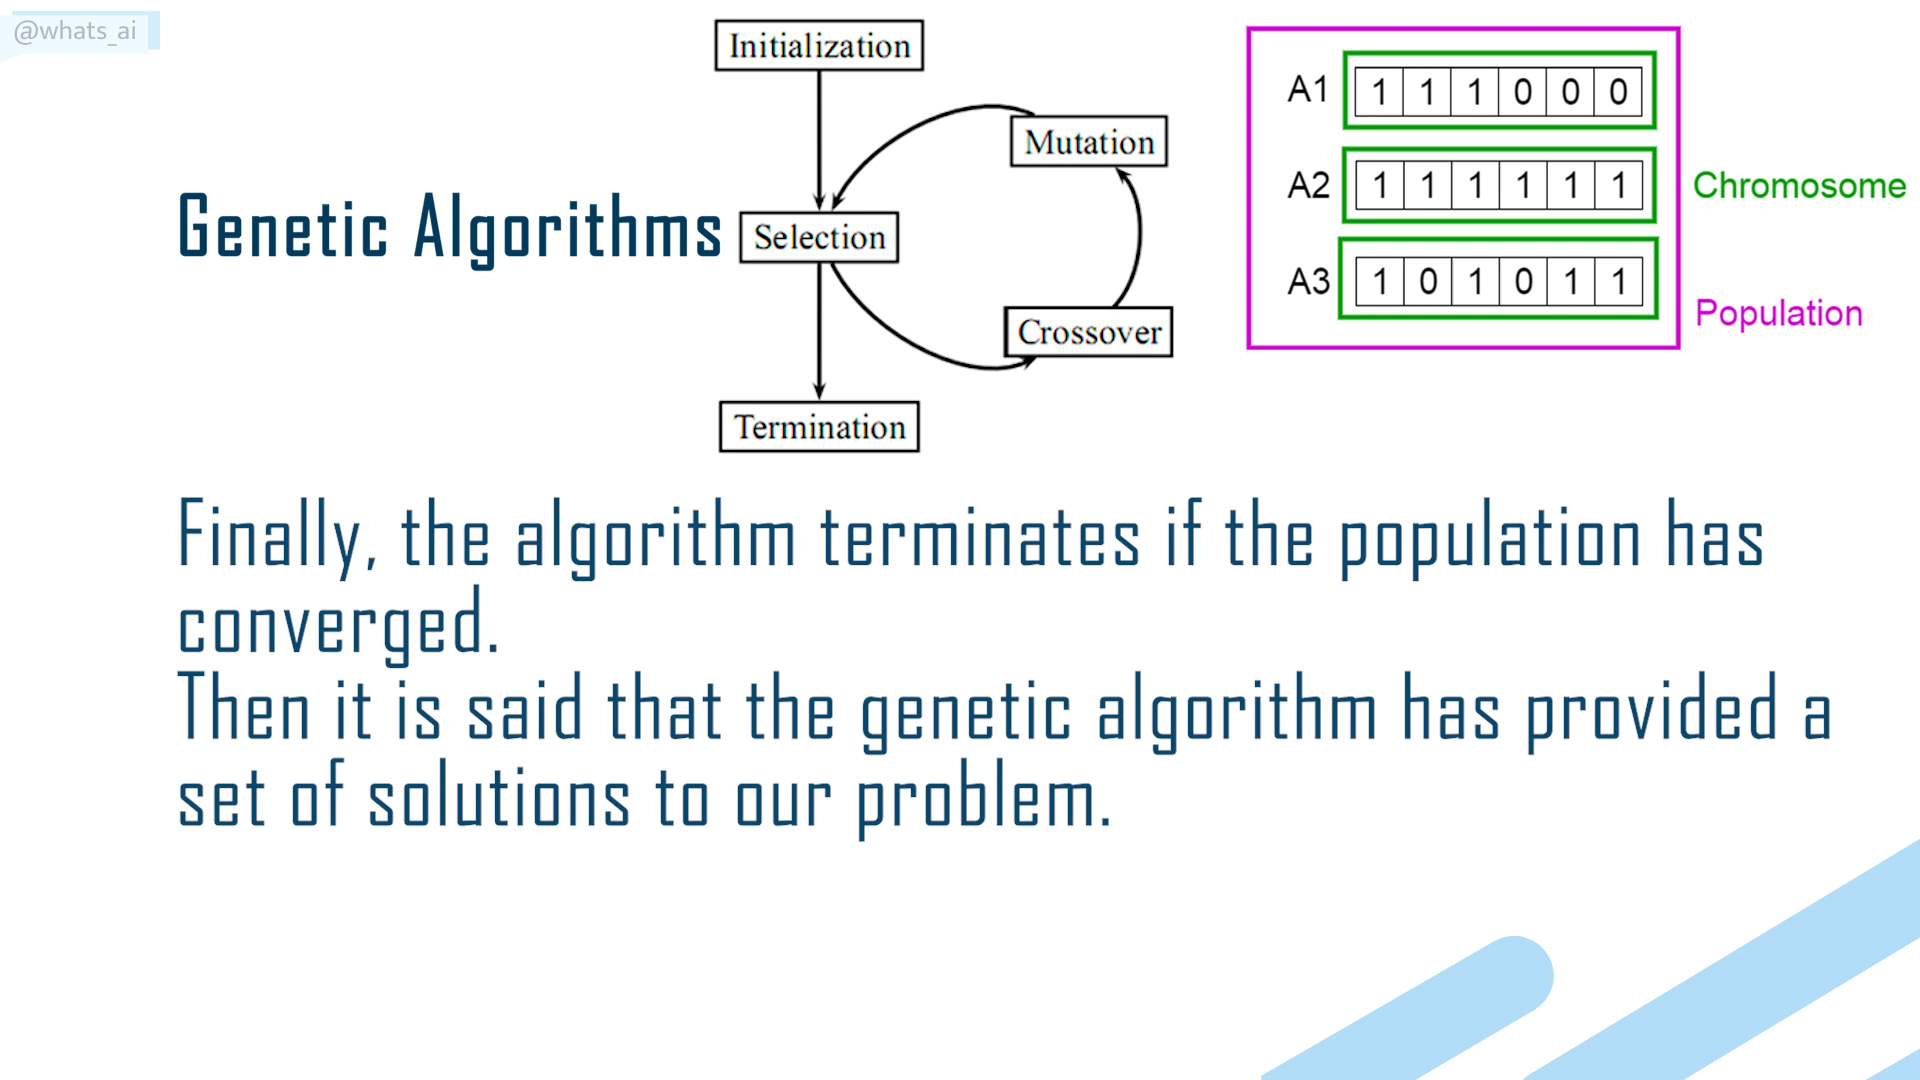 @whats_ai
Genetic Algorithms
Initialization
Mutation
Selection
Crossover
Termination
A1 1 1 1 0 0 0
A2 1 1 1 1 1 1
Chromosome
A3 1 0 1 0 1 1
Population
Finally, the algorithm terminates if the population has
converged.
Then it is said that the genetic algorithm has provided a
set of solutions to our problem.